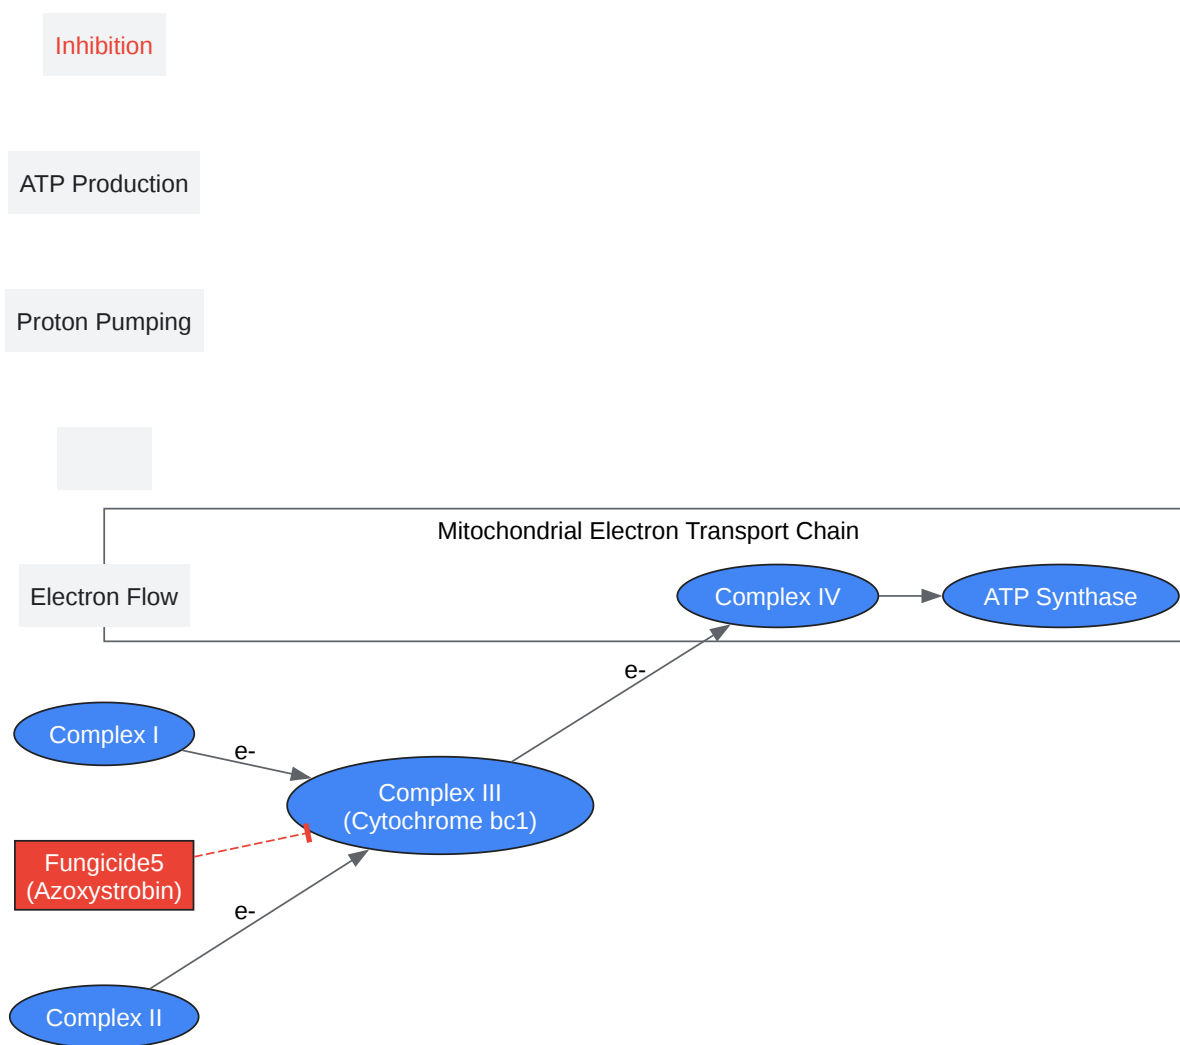 Inhibition
ATP Production
Proton Pumping
Mitochondrial Electron Transport Chain
Electron Flow
Complex IV
ATP Synthase
e-
Complex I
e-
Complex III
(Cytochrome bc1)
Fungicide5
(Azoxystrobin)
e-
Complex II